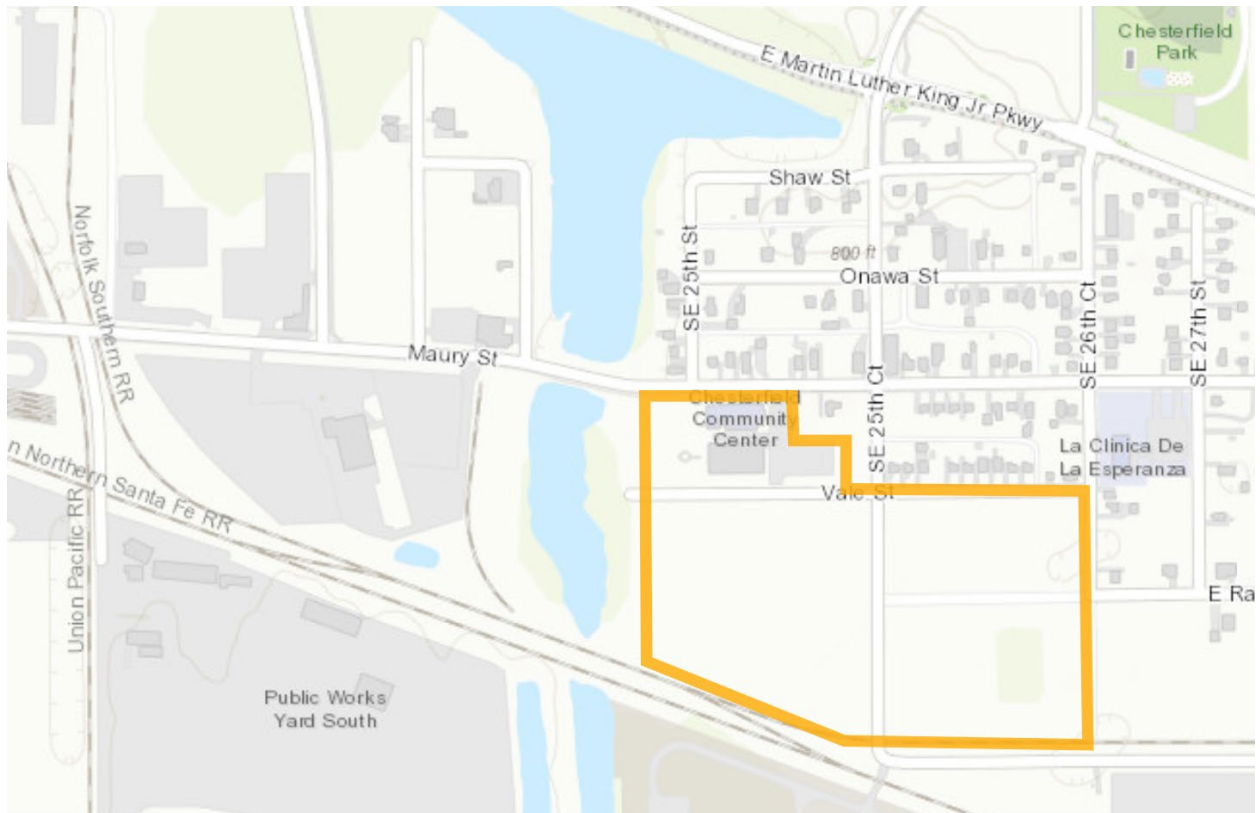 Chesterfield
Park
E Martin Luther King Jr Pkwy
Shaw St
Norfolk Southern RR
SE 25th St
800 ft
Onawa St
SE 26th Ct
SE 27th St
Maury St
Chesterfield
Community
Center
SE 25th Ct
La Clinica De
La Esperanza
n Northern Santa Fe RR
Vale St
Union Pacific RR
E Ra
Public Works
Yard South